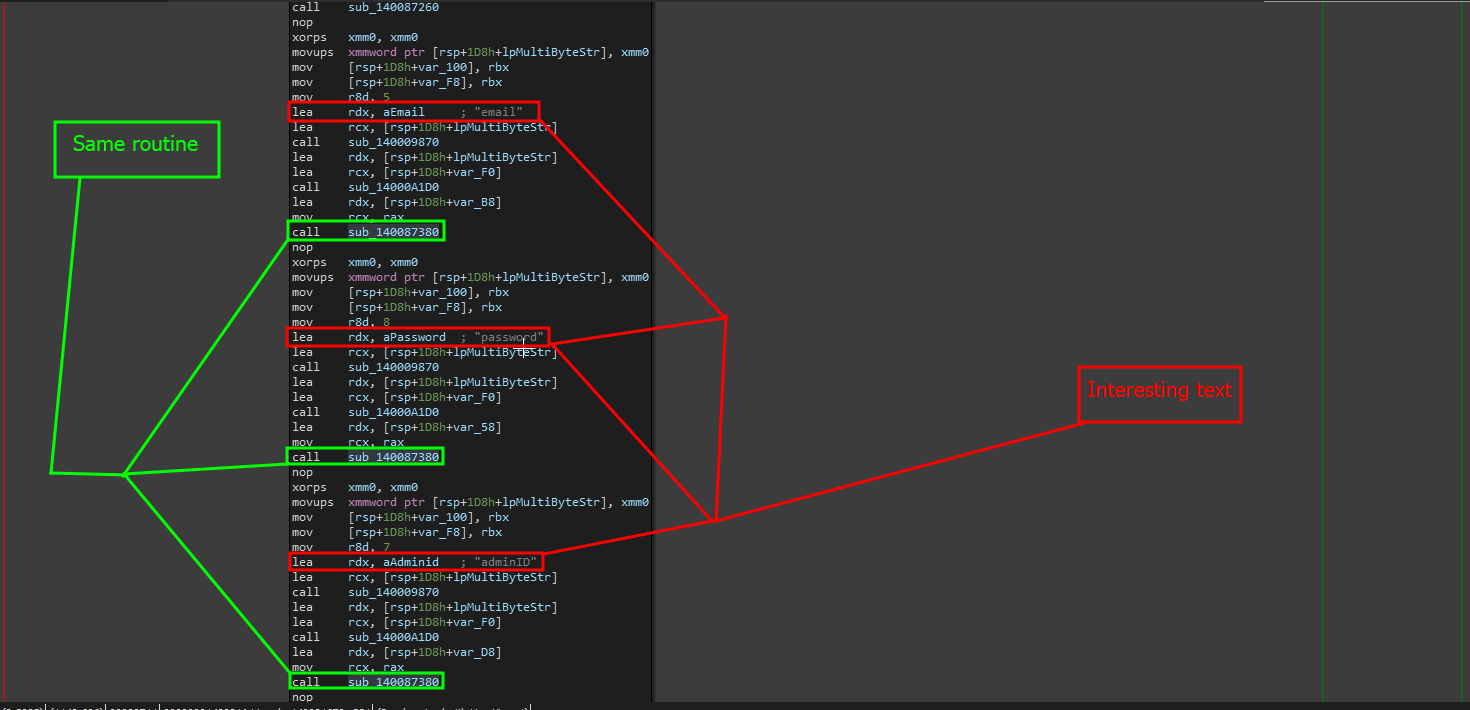 call sub_140087260
nop
xorps xmm0, xmm0
movups xmmword ptr [rsp+1D8h+lpMultiByteStr], xmm0
mov [rsp+1D8h+var_100], rbx
mov [rsp+1D8h+var_F8], rbx
mov r8d, 5
lea rdx, aEmail ; "email"
lea rcx, [rsp+1D8h+lpMultiByteStr]
call sub_140009870
lea rdx, [rsp+1D8h+lpMultiByteStr]
lea rcx, [rsp+1D8h+var_F0]
call sub_14000A1D0
lea rdx, [rsp+1D8h+var_B8]
mov rcx, rax
call sub_140087380
nop
xorps xmm0, xmm0
movups xmmword ptr [rsp+1D8h+lpMultiByteStr], xmm0
mov [rsp+1D8h+var_100], rbx
mov [rsp+1D8h+var_F8], rbx
mov r8d, 8
lea rdx, aPassword ; "password"
lea rcx, [rsp+1D8h+lpMultiByteStr]
call sub_140009870
lea rdx, [rsp+1D8h+lpMultiByteStr]
lea rcx, [rsp+1D8h+var_F0]
call sub_14000A1D0
lea rdx, [rsp+1D8h+var_58]
mov rcx, rax
call sub_140087380
nop
xorps xmm0, xmm0
movups xmmword ptr [rsp+1D8h+lpMultiByteStr], xmm0
mov [rsp+1D8h+var_100], rbx
mov [rsp+1D8h+var_F8], rbx
mov r8d, 7
lea rdx, aAdminid ; "adminID"
lea rcx, [rsp+1D8h+lpMultiByteStr]
call sub_140009870
lea rdx, [rsp+1D8h+lpMultiByteStr]
lea rcx, [rsp+1D8h+var_F0]
call sub_14000A1D0
lea rdx, [rsp+1D8h+var_D8]
mov rcx, rax
call sub_140087380
nop
Same routine
Interesting text